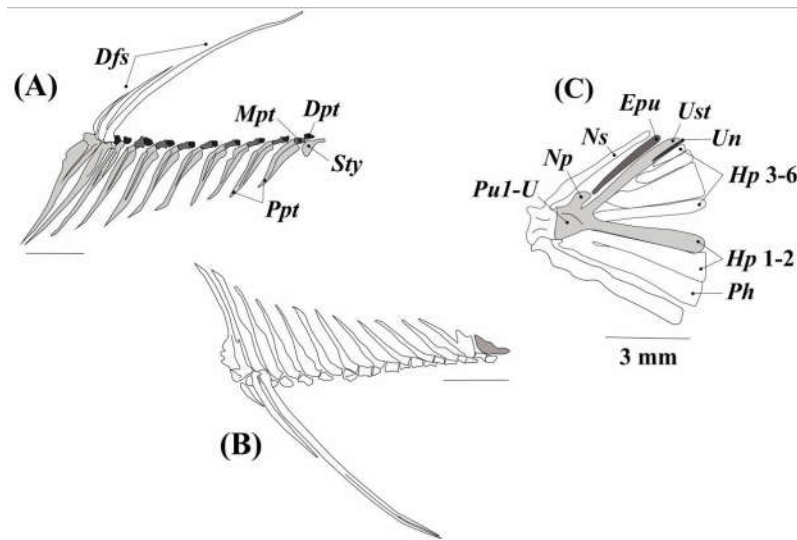 (A)
Dfs
Mpt
Dpt
Sty
Ppt
(B)
(C)
Epu
Ust
Ns
Un
Np
Hp 3-6
Pu1-U
Hp 1-2
Ph
3 mm